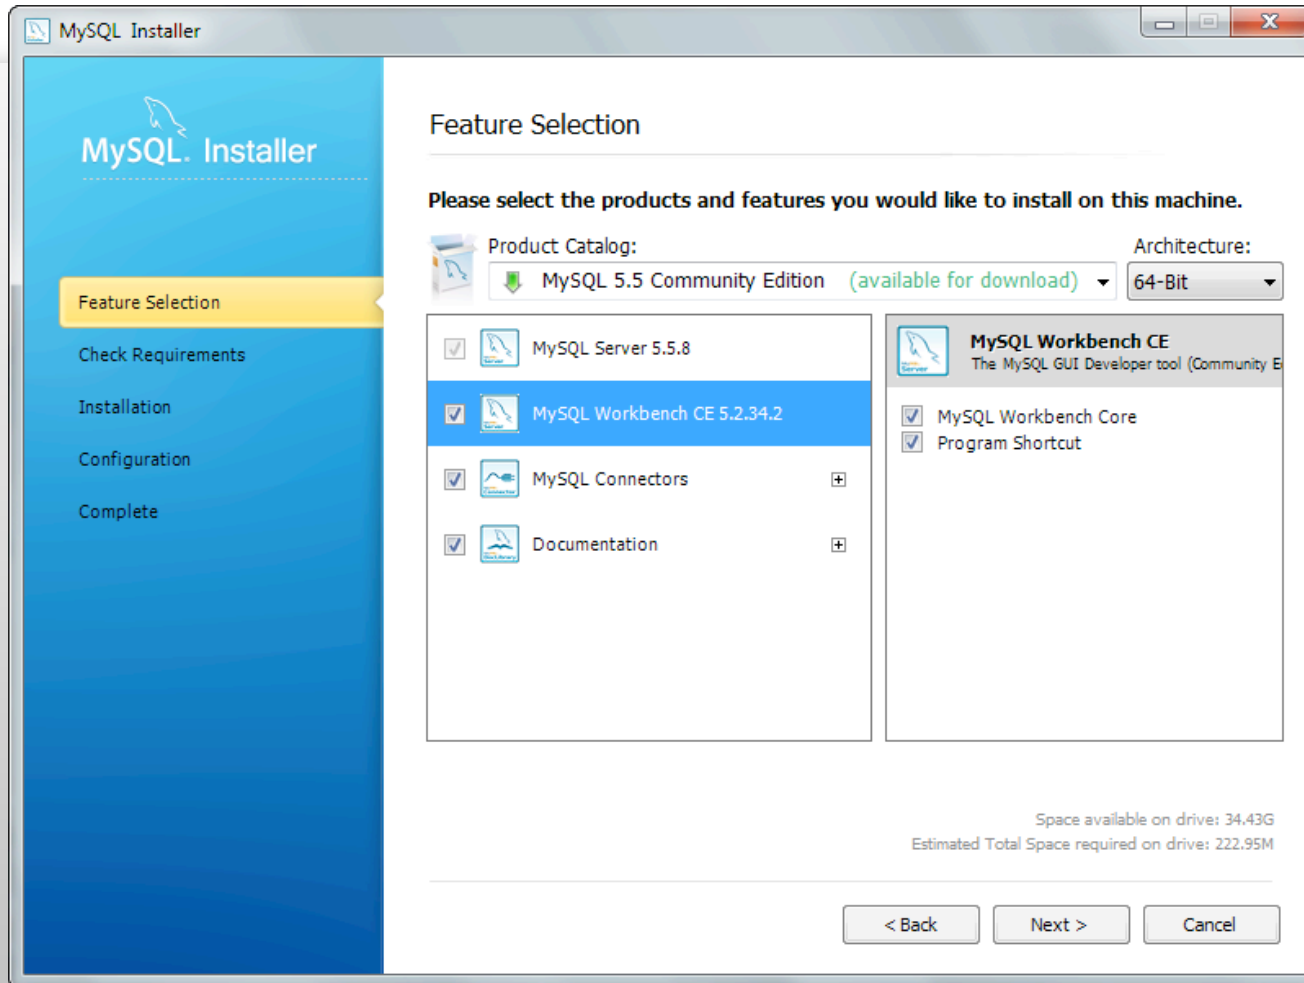 MySQL Installer
MySQL. Installer
Feature Selection
Check Requirements
Installation
Configuration
Complete
Feature Selection
Please select the products and features you would like to install on this machine.
Product Catalog:
Architecture:
MySQL 5.5 Community Edition (available for download)
64-Bit
MySQL Server 5.5.8
MySQL Workbench CE 5.2.34.2
MySQL Connectors
Documentation
MySQL Workbench CE
The MySQL GUI Developer tool (Community E
MySQL Workbench Core
Program Shortcut
Space available on drive: 34.43G
Estimated Total Space required on drive: 222.95M
< Back
Next >
Cancel